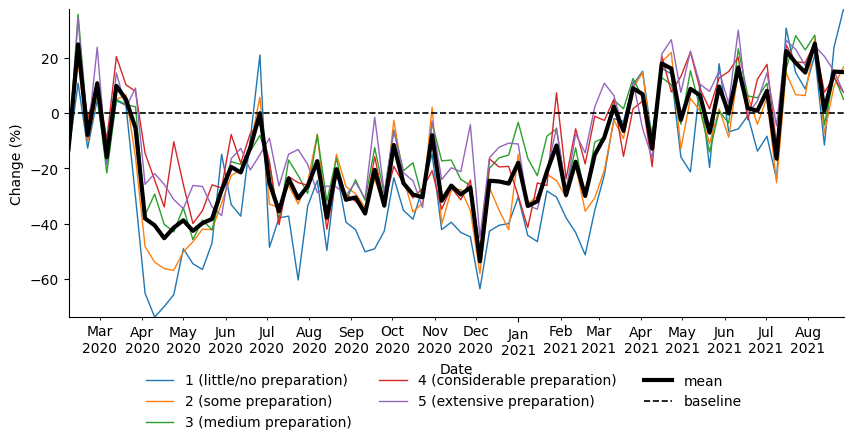 Change (%)
20
0
−20
−40
−60
Mar Apr May Jun Jul Aug Sep Oct Nov Dec Jan Feb Mar Apr May Jun Jul Aug
2020 2020 2020 2020 2020 2020 2020 2020 2020 2020 2021 2021 2021 2021 2021 2021 2021 2021
Date
1 (little/no preparation)
2 (some preparation)
3 (medium preparation)
4 (considerable preparation)
5 (extensive preparation)
mean
baseline